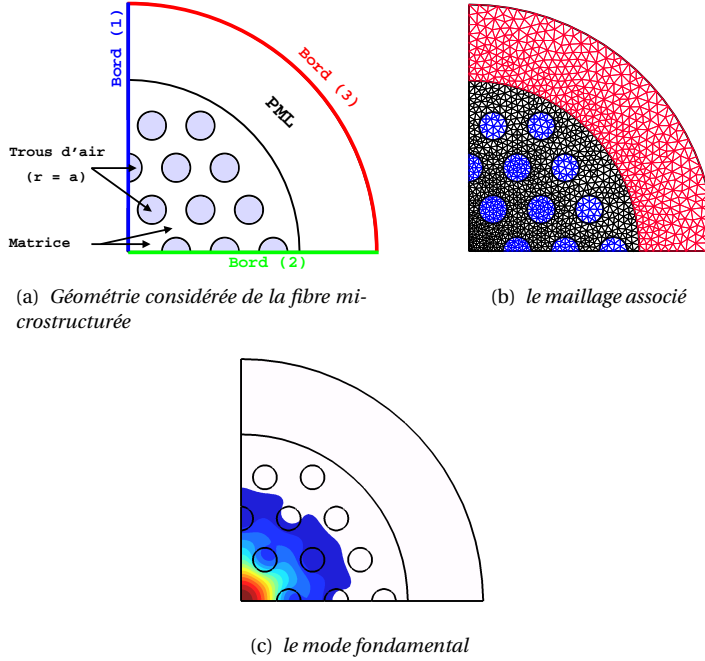 Bord (1)
Bord (3)
PML
Trous d'air
(r = a)
Matrice
Bord (2)
(a) Géométrie considérée de la fibre mi-
crostructurée
(b) le maillage associé
(c) le mode fondamental